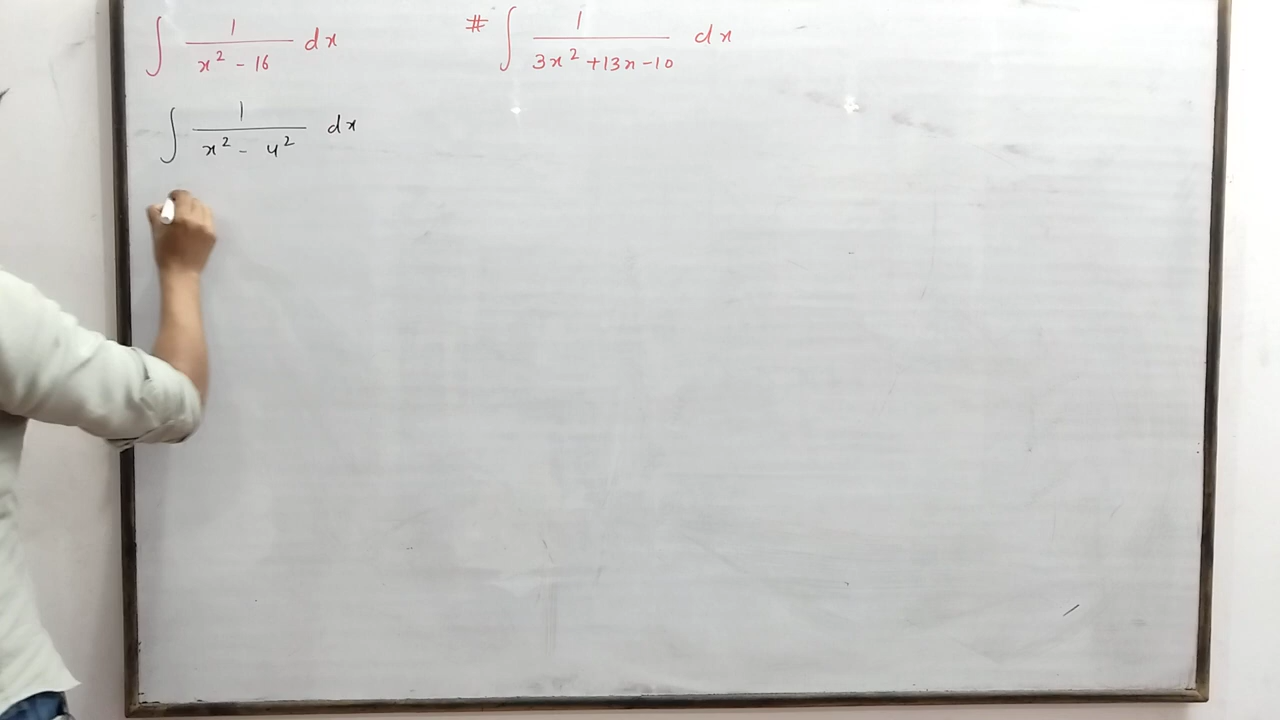 ∫ 1/(x² - 16) dx
# ∫ 1/(3x² + 13x - 10) dx
∫ 1/(x² - 4²) dx